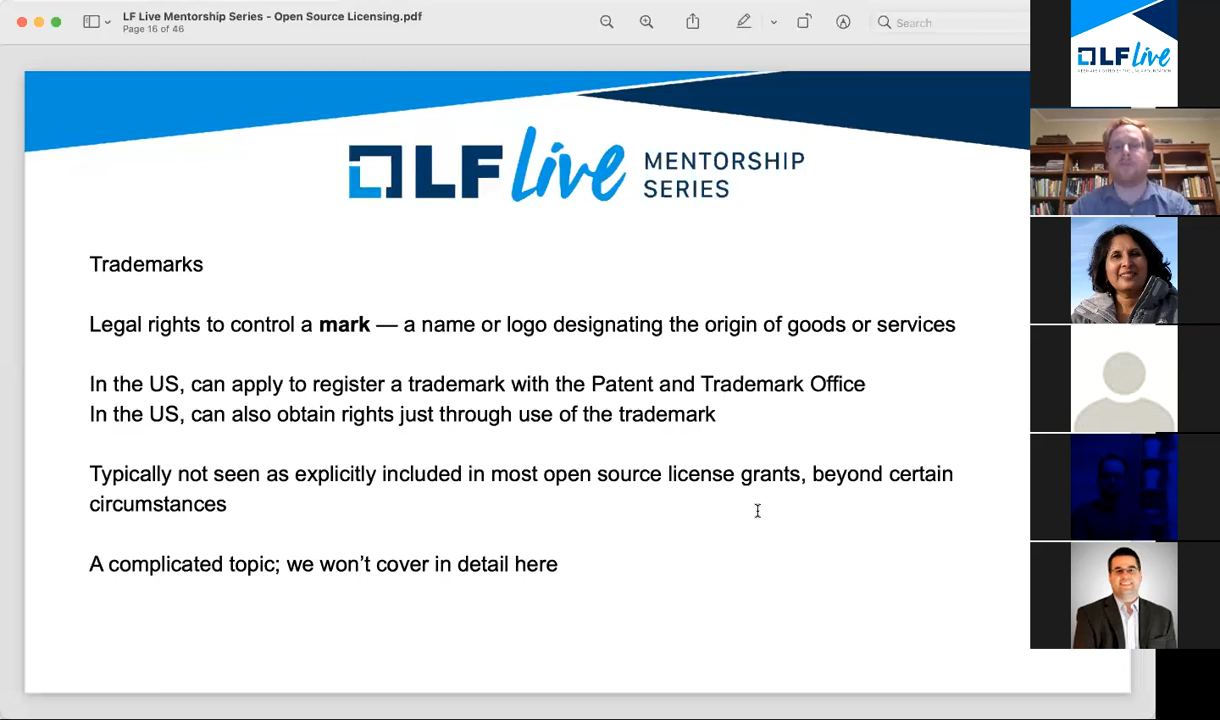 LF Live Mentorship Series - Open Source Licensing.pdf
Page 16 of 46
Search
LF Live
LF Live MENTORSHIP
SERIES
Trademarks
Legal rights to control a mark — a name or logo designating the origin of goods or services
In the US, can apply to register a trademark with the Patent and Trademark Office
In the US, can also obtain rights just through use of the trademark
Typically not seen as explicitly included in most open source license grants, beyond certain
circumstances
A complicated topic; we won’t cover in detail here